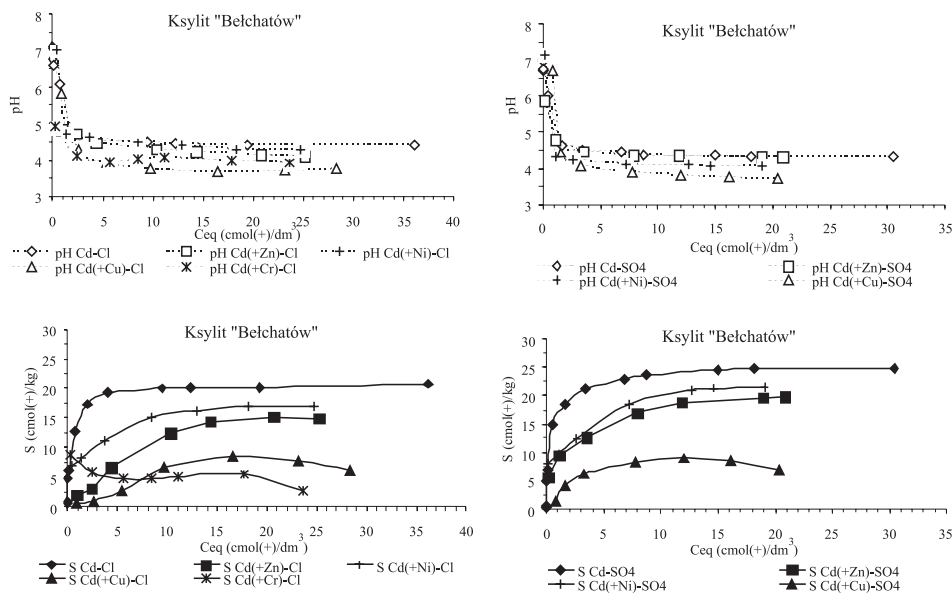 Ksylit "Bełchatów"
8
7
6
5
4
3
pH
0 5 10 15 20 25 30 35 40
Ceq (cmol(+)/dm3
pH Cd-Cl pH Cd(+Zn)-Cl pH Cd(+Ni)-Cl
pH Cd(+Cu)-Cl pH Cd(+Cr)-Cl
Ksylit "Bełchatów"
8
7
6
5
4
3
pH
0 5 10 15 20 25 30 35
Ceq (cmol(+)/dm3
pH Cd-SO4 pH Cd(+Zn)-SO4
pH Cd(+Ni)-SO4 pH Cd(+Cu)-SO4
Ksylit "Bełchatów"
30
25
20
15
10
5
0
S (cmol(+)/kg)
0 5 10 15 20 25 30 35 40
Ceq (cmol(+)/dm3
S Cd-Cl S Cd(+Zn)-Cl S Cd(+Ni)-Cl
S Cd(+Cu)-Cl S Cd(+Cr)-Cl
Ksylit "Bełchatów"
30
25
20
15
10
5
0
S (cmol(+)/kg)
0 5 10 15 20 25 30 35
Ceq (cmol(+)/dm3
S Cd-SO4 S Cd(+Zn)-SO4
S Cd(+Ni)-SO4 S Cd(+Cu)-SO4